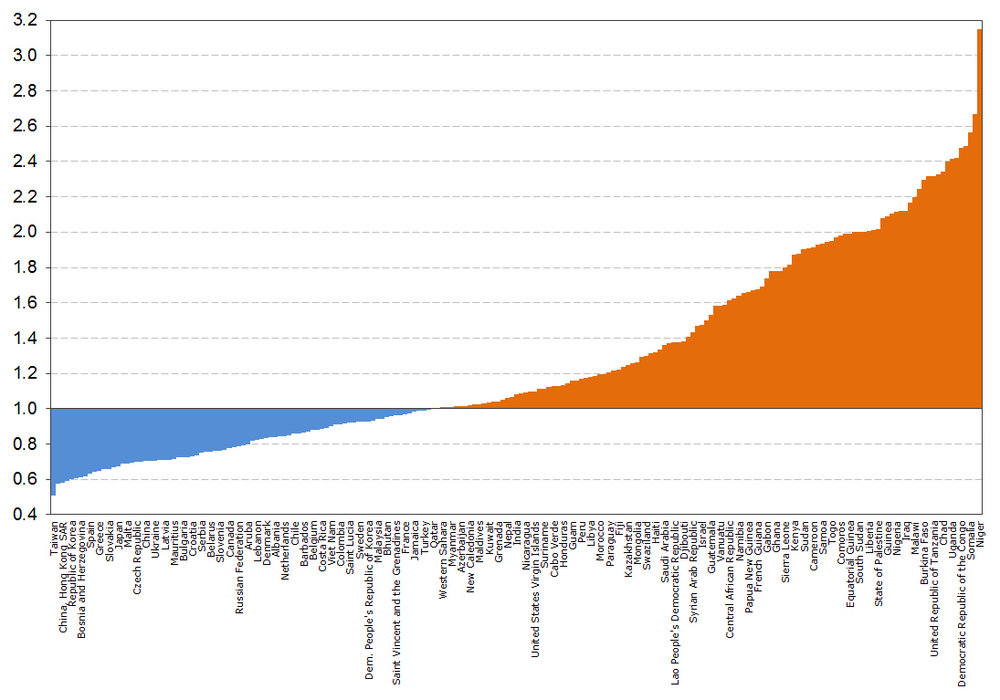 3.2
3.0
2.8
2.6
2.4
2.2
2.0
1.8
1.6
1.4
1.2
1.0
0.8
0.6
0.4
Taiwan
China, Hong Kong SAR
Republic of Korea
Bosnia and Herzegovina
Spain
Greece
Slovakia
Japan
Malta
Czech Republic
China
Ukraine
Latvia
Mauritius
Bulgaria
Croatia
Serbia
Belarus
Slovenia
Canada
Russian Federation
Aruba
Lebanon
Denmark
Albania
Netherlands
Chile
Barbados
Belgium
Costa Rica
Viet Nam
Colombia
Saint Lucia
Sweden
Dem. People's Republic of Korea
Malaysia
Bhutan
Saint Vincent and the Grenadines
France
Jamaica
Turkey
Qatar
Western Sahara
Myanmar
Azerbaijan
New Caledonia
Maldives
Kuwait
Grenada
Nepal
India
Nicaragua
United States Virgin Islands
Suriname
Cabo Verde
Honduras
Guam
Peru
Libya
Morocco
Paraguay
Fiji
Kazakhstan
Mongolia
Swaziland
Haiti
Saudi Arabia
Lao People's Democratic Republic
Djibouti
Syrian Arab Republic
Israel
Guatemala
Vanuatu
Central African Republic
Namibia
Papua New Guinea
French Guiana
Gabon
Ghana
Sierra Leone
Kenya
Sudan
Cameroon
Samoa
Togo
Comoros
Equatorial Guinea
South Sudan
Liberia
State of Palestine
Guinea
Nigeria
Iraq
Malawi
Burkina Faso
United Republic of Tanzania
Chad
Uganda
Democratic Republic of the Congo
Somalia
Niger